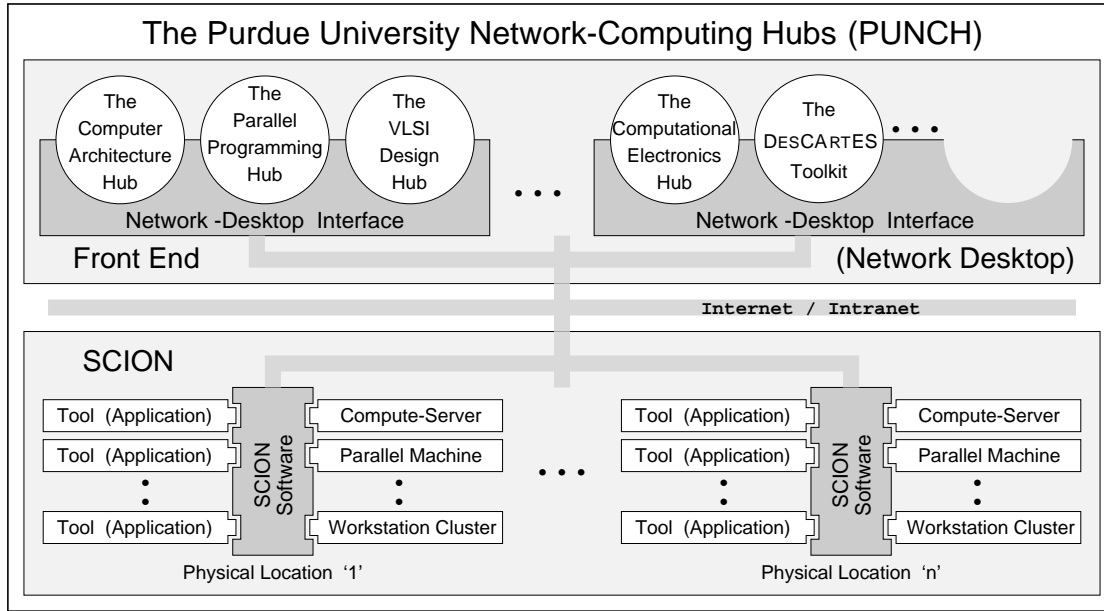 The Purdue University Network-Computing Hubs (PUNCH)
The
Computer
Architecture
Hub
The
Parallel
Programming
Hub
The
VLSI
Design
Hub
The
Computational
Electronics
Hub
The
DESCARTES
Toolkit
Network -Desktop Interface
Network -Desktop Interface
Front End
(Network Desktop)
Internet / Intranet
SCION
Tool (Application)
Tool (Application)
Tool (Application)
SCION
Software
Compute-Server
Parallel Machine
Workstation Cluster
Physical Location '1'
Tool (Application)
Tool (Application)
Tool (Application)
SCION
Software
Compute-Server
Parallel Machine
Workstation Cluster
Physical Location 'n'